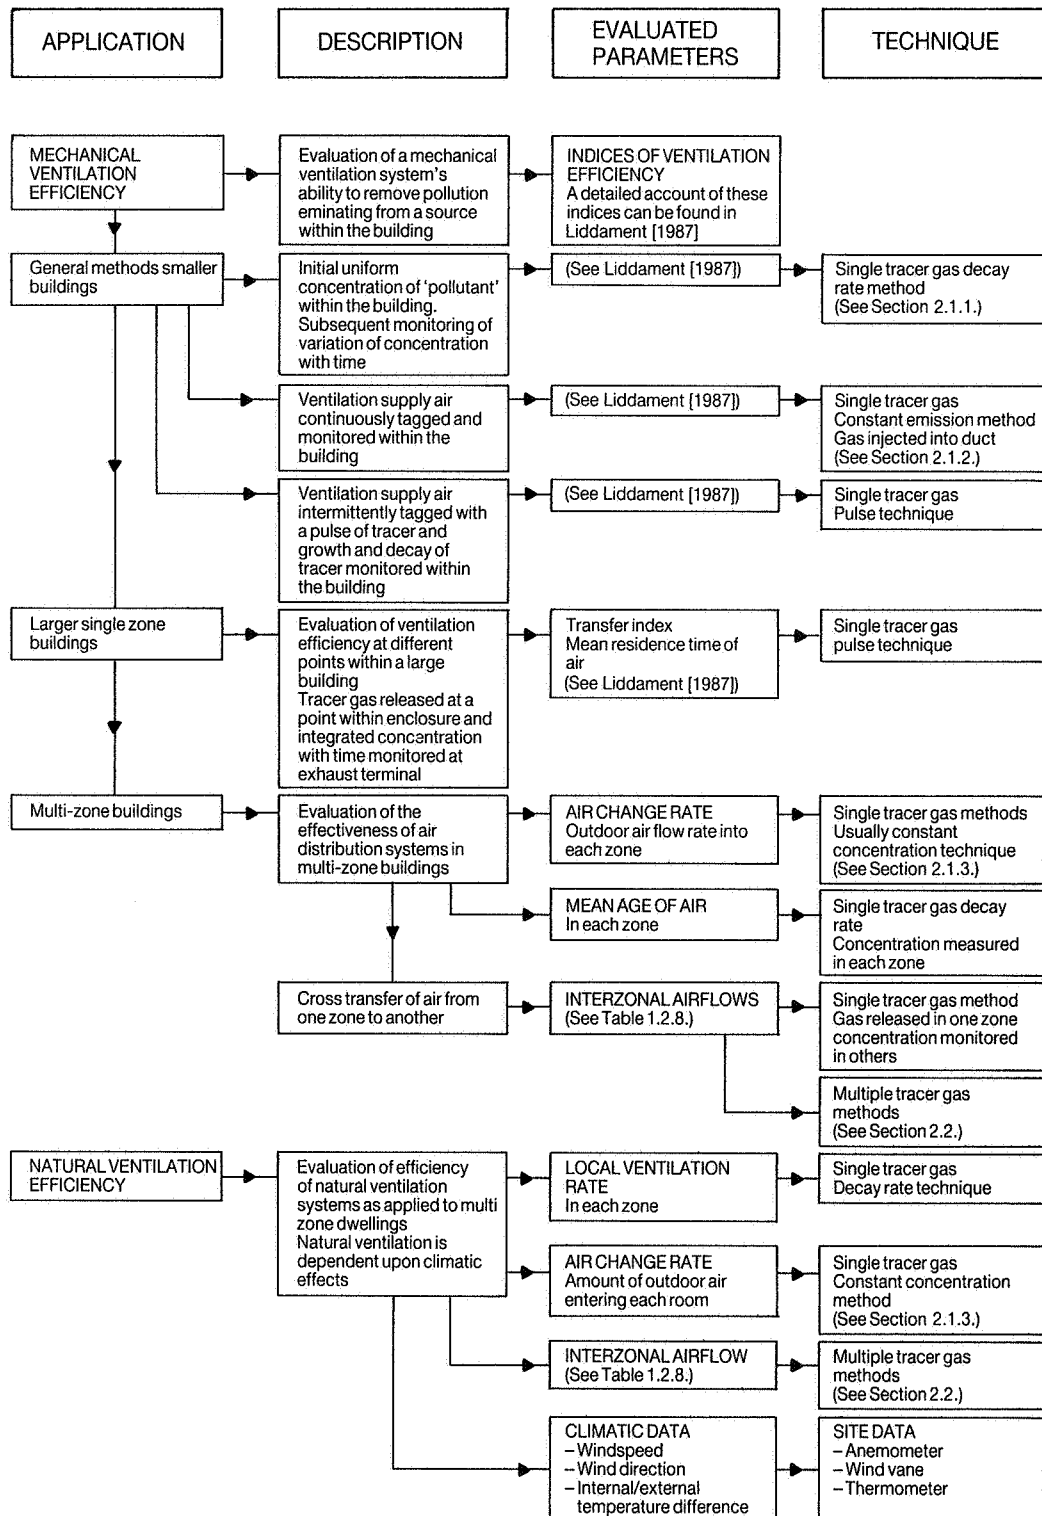 APPLICATION
DESCRIPTION
EVALUATED
PARAMETERS
TECHNIQUE
MECHANICAL
VENTILATION
EFFICIENCY
Evaluation of a mechanical
ventilation system's
ability to remove pollution
eminating from a source
within the building
INDICES OF VENTILATION
EFFICIENCY
A detailed account of these
indices can be found in
Liddament [1987]
General methods smaller
buildings
Initial uniform
concentration of 'pollutant'
within the building.
Subsequent monitoring of
variation of concentration
with time
(See Liddament [1987])
Single tracer gas decay
rate method
(See Section 2.1.1.)
Ventilation supply air
continuously tagged and
monitored within the
building
(See Liddament [1987])
Single tracer gas
Constant emission method
Gas injected into duct
(See Section 2.1.2.)
Ventilation supply air
intermittently tagged with
a pulse of tracer and
growth and decay of
tracer monitored within
the building
(See Liddament [1987])
Single tracer gas
Pulse technique
Larger single zone
buildings
Evaluation of ventilation
efficiency at different
points within a large
building
Tracer gas released at a
point within enclosure and
integrated concentration
with time monitored at
exhaust terminal
Transfer index
Mean residence time of
air
(See Liddament [1987])
Single tracer gas
pulse technique
Multi-zone buildings
Evaluation of the
effectiveness of air
distribution systems in
multi-zone buildings
AIR CHANGE RATE
Outdoor air flow rate into
each zone
Single tracer gas methods
Usually constant
concentration technique
(See Section 2.1.3.)
MEAN AGE OF AIR
In each zone
Single tracer gas decay
rate
Concentration measured
in each zone
Cross transfer of air from
one zone to another
INTERZONAL AIRFLOWS
(See Table 1.2.8.)
Single tracer gas method
Gas released in one zone
concentration monitored
in others
Multiple tracer gas
methods
(See Section 2.2.)
NATURAL VENTILATION
EFFICIENCY
Evaluation of efficiency
of natural ventilation
systems as applied to multi
zone dwellings
Natural ventilation is
dependent upon climatic
effects
LOCAL VENTILATION
RATE
In each zone
Single tracer gas
Decay rate technique
AIR CHANGE RATE
Amount of outdoor air
entering each room
Single tracer gas
Constant concentration
method
(See Section 2.1.3.)
INTERZONAL AIRFLOW
(See Table 1.2.8.)
Multiple tracer gas
methods
(See Section 2.2.)
CLIMATIC DATA
– Windspeed
– Wind direction
– Internal/external
temperature difference
SITE DATA
– Anemometer
– Wind vane
– Thermometer